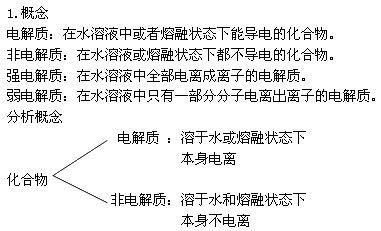 1.概念
电解质：在水溶液中或者熔融状态下能导电的化合物。
非电解质：在水溶液或熔融状态下都不导电的化合物。
强电解质：在水溶液中全部电离成离子的电解质。
弱电解质：在水溶液中只有一部分分子电离出离子的电解质。
分析概念
电解质 ：溶于水或熔融状态下
本身电离
化合物
非电解质：溶于水和熔融状态下
本身不电离